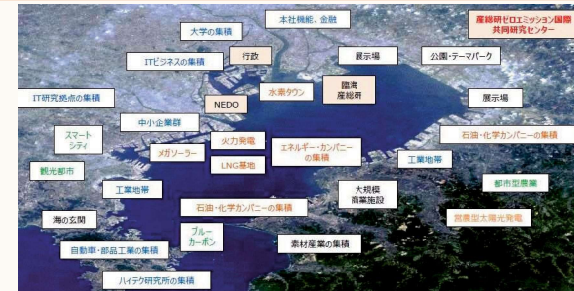 本社機能、金融
産総研ゼロエミッション国際
共同研究センター
大学の集積
行政
展示場
公園・テーマパーク
ITビジネスの集積
水素タウン
臨海
産総研
IT研究拠点の集積
NEDO
展示場
中小企業群
スマート
シティ
火力発電
石油・化学カンパニーの集積
メガソーラー
エネルギー・カンパニー
の集積
LNG基地
工業地帯
観光都市
工業地帯
大規模
商業施設
都市型農業
石油・化学カンパニーの集積
営農型太陽光発電
海の玄関
ブルー
カーボン
素材産業の集積
自動車・部品工業の集積
ハイテク研究所の集積